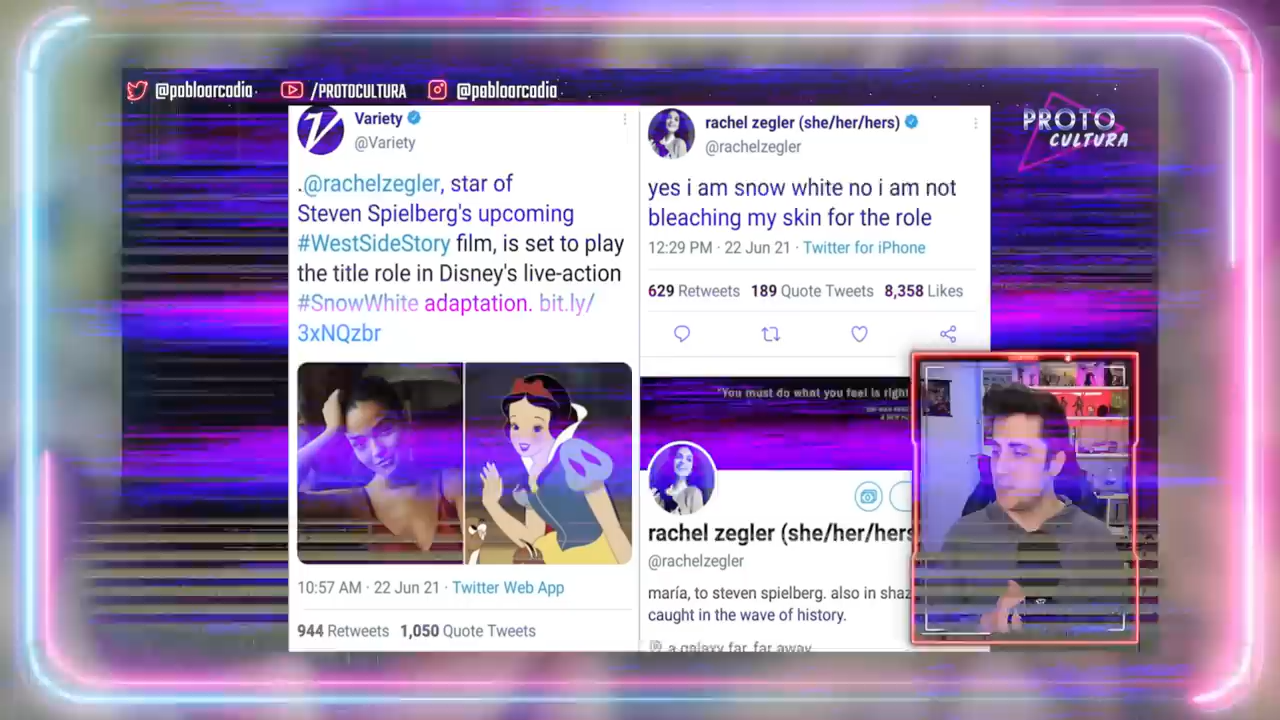 @pabloarcadia
/PROTOCULTURA
@pabloarcadia
PROTO
CULTURA
Variety
@Variety
.@rachelzegler, star of
Steven Spielberg's upcoming
#WestSideStory film, is set to play
the title role in Disney's live-action
#SnowWhite adaptation. bit.ly/
3xNQzbr
10:57 AM · 22 Jun 21 · Twitter Web App
944 Retweets 1,050 Quote Tweets
rachel zegler (she/her/hers)
@rachelzegler
yes i am snow white no i am not
bleaching my skin for the role
12:29 PM · 22 Jun 21 · Twitter for iPhone
629 Retweets 189 Quote Tweets 8,358 Likes
"You must do what you feel is right
rachel zegler (she/her/hers
@rachelzegler
maría, to steven spielberg. also in shaz
caught in the wave of history.
a galaxy far, far away